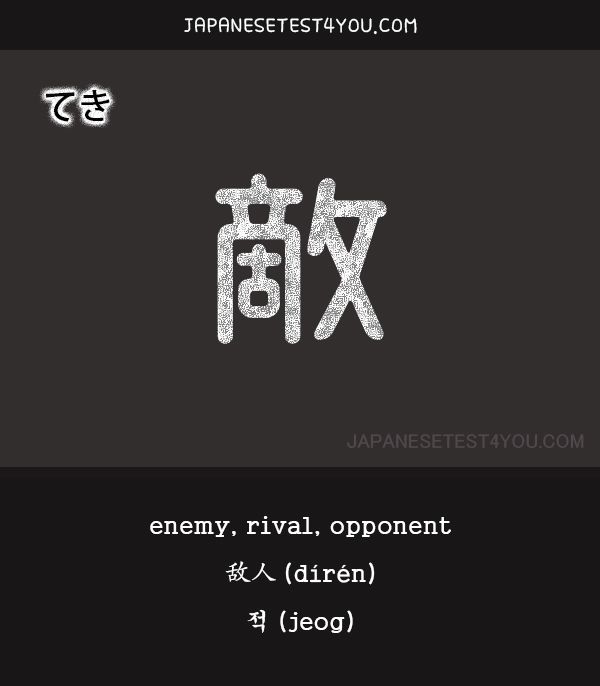 JAPANESETEST4YOU.COM
てき
敵
JAPANESETEST4YOU.COM
enemy, rival, opponent
敌人 (dírén)
적 (jeog)